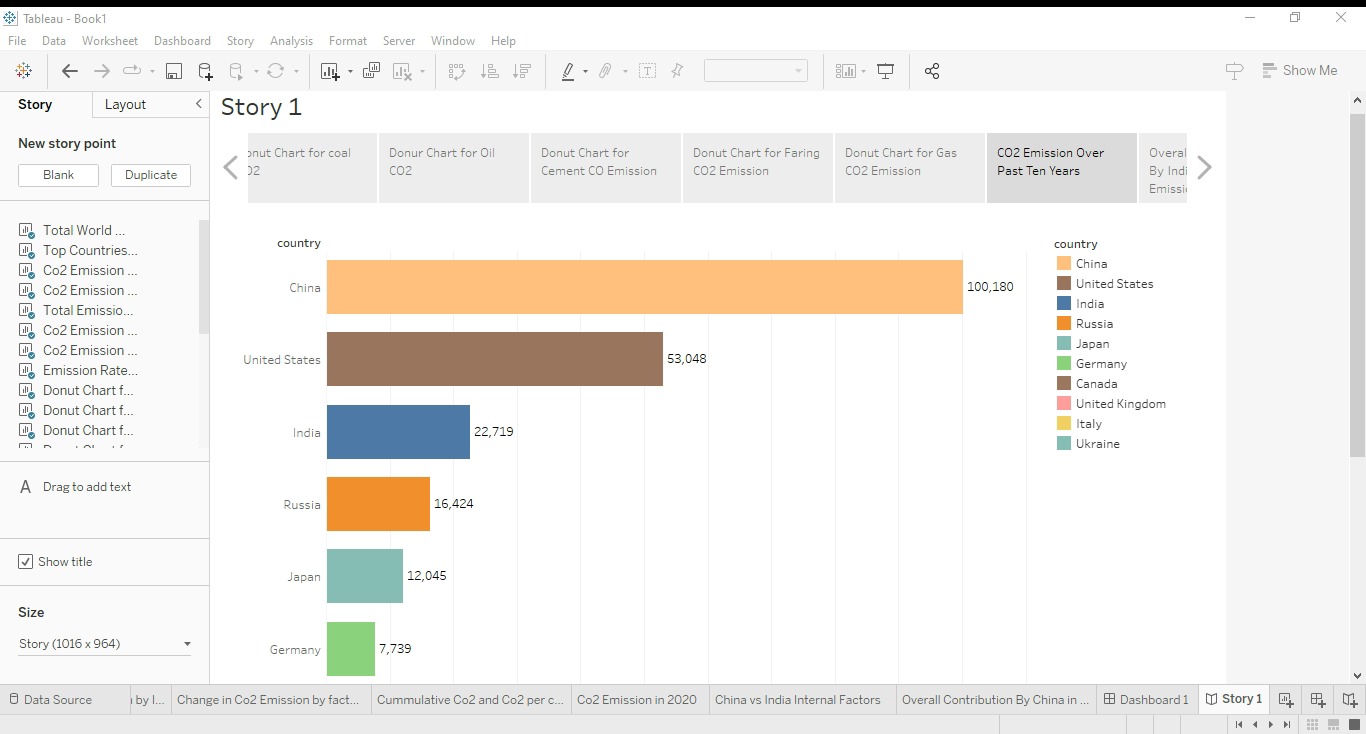 Tableau - Book1
File Data Worksheet Dashboard Story Analysis Format Server Window Help
Show Me
Story Layout
New story point
Blank Duplicate
Total World ...
Top Countries...
Co2 Emission ...
Co2 Emission ...
Total Emissio...
Co2 Emission ...
Co2 Emission ...
Emission Rate...
Donut Chart f...
Donut Chart f...
Donut Chart f...
A Drag to add text
Show title
Size
Story (1016 x 964)
Story 1
onut Chart for coal
O2
Donur Chart for Oil
CO2
Donut Chart for
Cement CO Emission
Donut Chart for Faring
CO2 Emission
Donut Chart for Gas
CO2 Emission
CO2 Emission Over
Past Ten Years
Overal
By Indi
Emissi
country
China 100,180
United States 53,048
India 22,719
Russia 16,424
Japan 12,045
Germany 7,739
country
China
United States
India
Russia
Japan
Germany
Canada
United Kingdom
Italy
Ukraine
Data Source by I... Change in Co2 Emission by fact... Cummulative Co2 and Co2 per c... Co2 Emission in 2020 China vs India Internal Factors Overall Contribution By China in ... Dashboard 1 Story 1